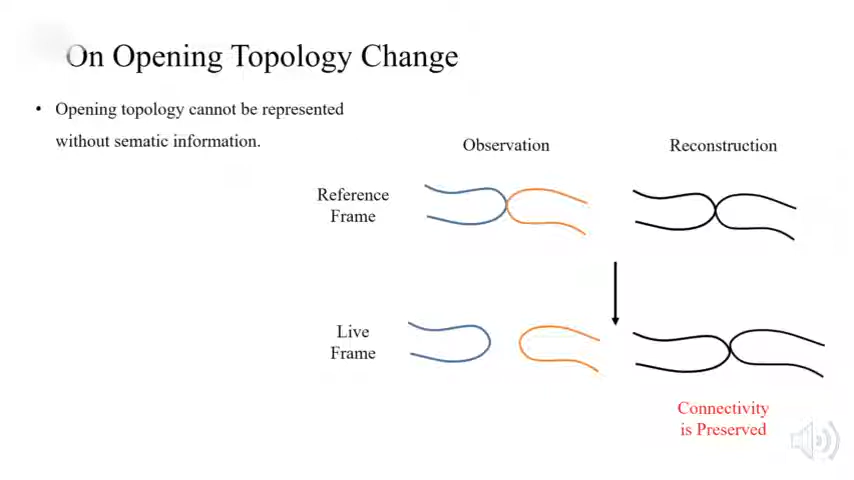 On Opening Topology Change
• Opening topology cannot be represented
without sematic information.
Observation
Reconstruction
Reference
Frame
Live
Frame
Connectivity
is Preserved